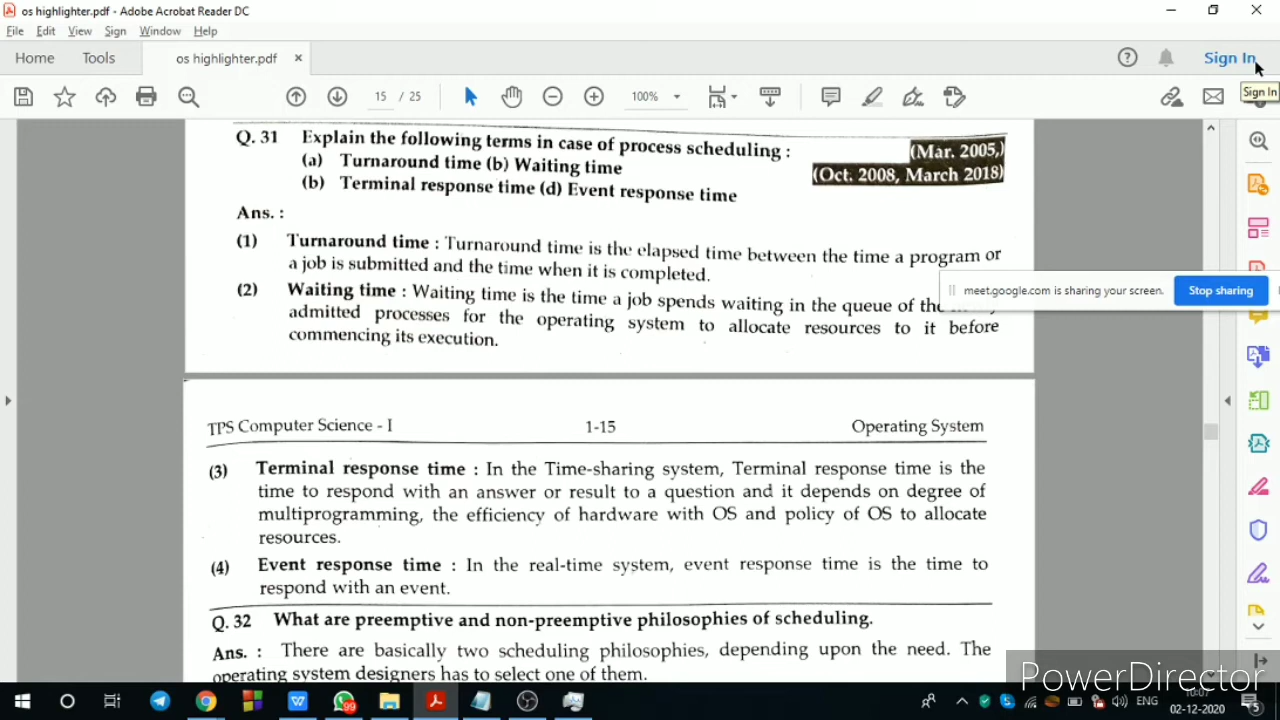 os highlighter.pdf - Adobe Acrobat Reader DC
File Edit View Sign Window Help
Home Tools os highlighter.pdf × Sign In
15 / 25 100% Sign In
Q. 31 Explain the following terms in case of process scheduling : (Mar. 2005,)
(a) Turnaround time (b) Waiting time (Oct. 2008, March 2018)
(b) Terminal response time (d) Event response time
Ans. :
(1) Turnaround time : Turnaround time is the elapsed time between the time a program or
a job is submitted and the time when it is completed.
meet.google.com is sharing your screen. Stop sharing
(2) Waiting time : Waiting time is the time a job spends waiting in the queue of the
admitted processes for the operating system to allocate resources to it before
commencing its execution.
TPS Computer Science - I 1-15 Operating System
(3) Terminal response time : In the Time-sharing system, Terminal response time is the
time to respond with an answer or result to a question and it depends on degree of
multiprogramming, the efficiency of hardware with OS and policy of OS to allocate
resources.
(4) Event response time : In the real-time system, event response time is the time to
respond with an event.
Q. 32 What are preemptive and non-preemptive philosophies of scheduling.
Ans. : There are basically two scheduling philosophies, depending upon the need. The
operating system designers has to select one of them.
PowerDirector
99 ENG 10:07
02-12-2020 5